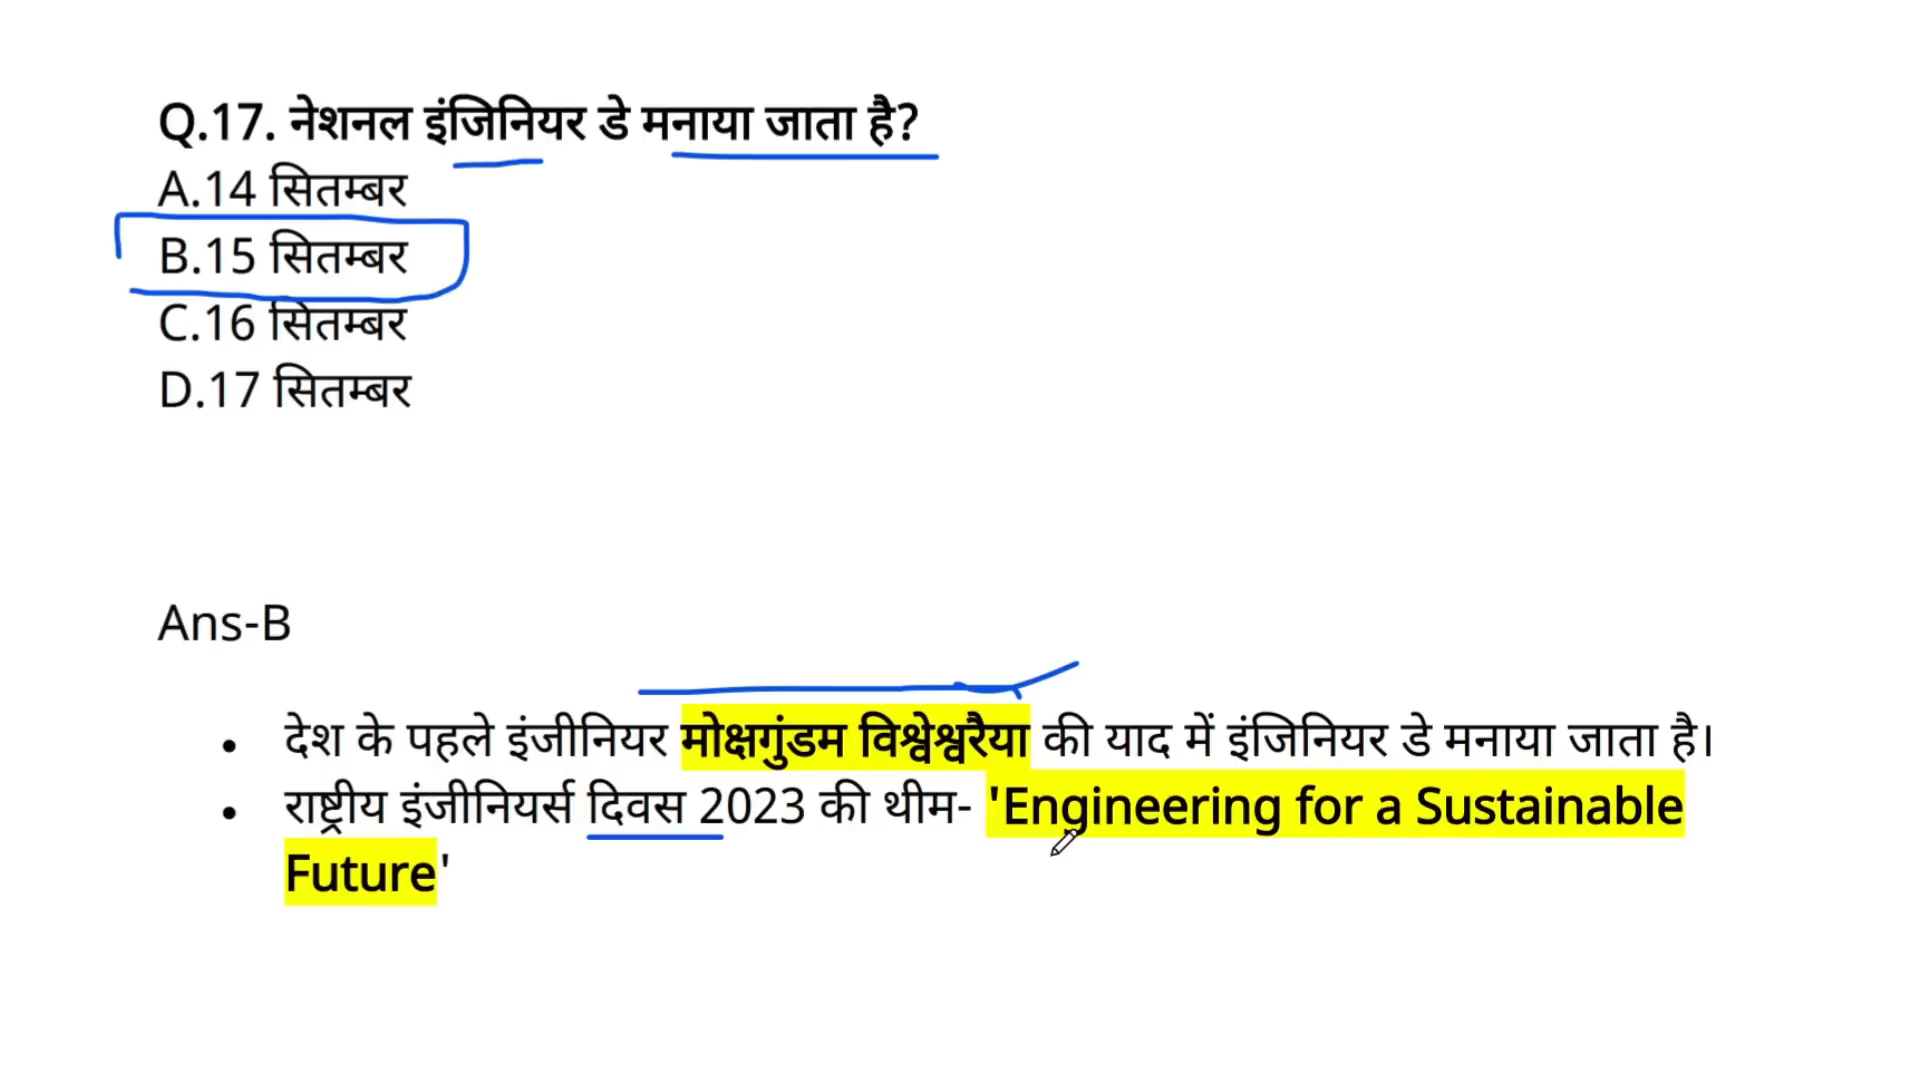 Q.17. नेशनल इंजिनियर डे मनाया जाता है?
A.14 सितम्बर
B.15 सितम्बर
C.16 सितम्बर
D.17 सितम्बर
Ans-B
• देश के पहले इंजीनियर मोक्षगुंडम विश्वेश्वरैया की याद में इंजिनियर डे मनाया जाता है।
• राष्ट्रीय इंजीनियर्स दिवस 2023 की थीम- 'Engineering for a Sustainable
Future'